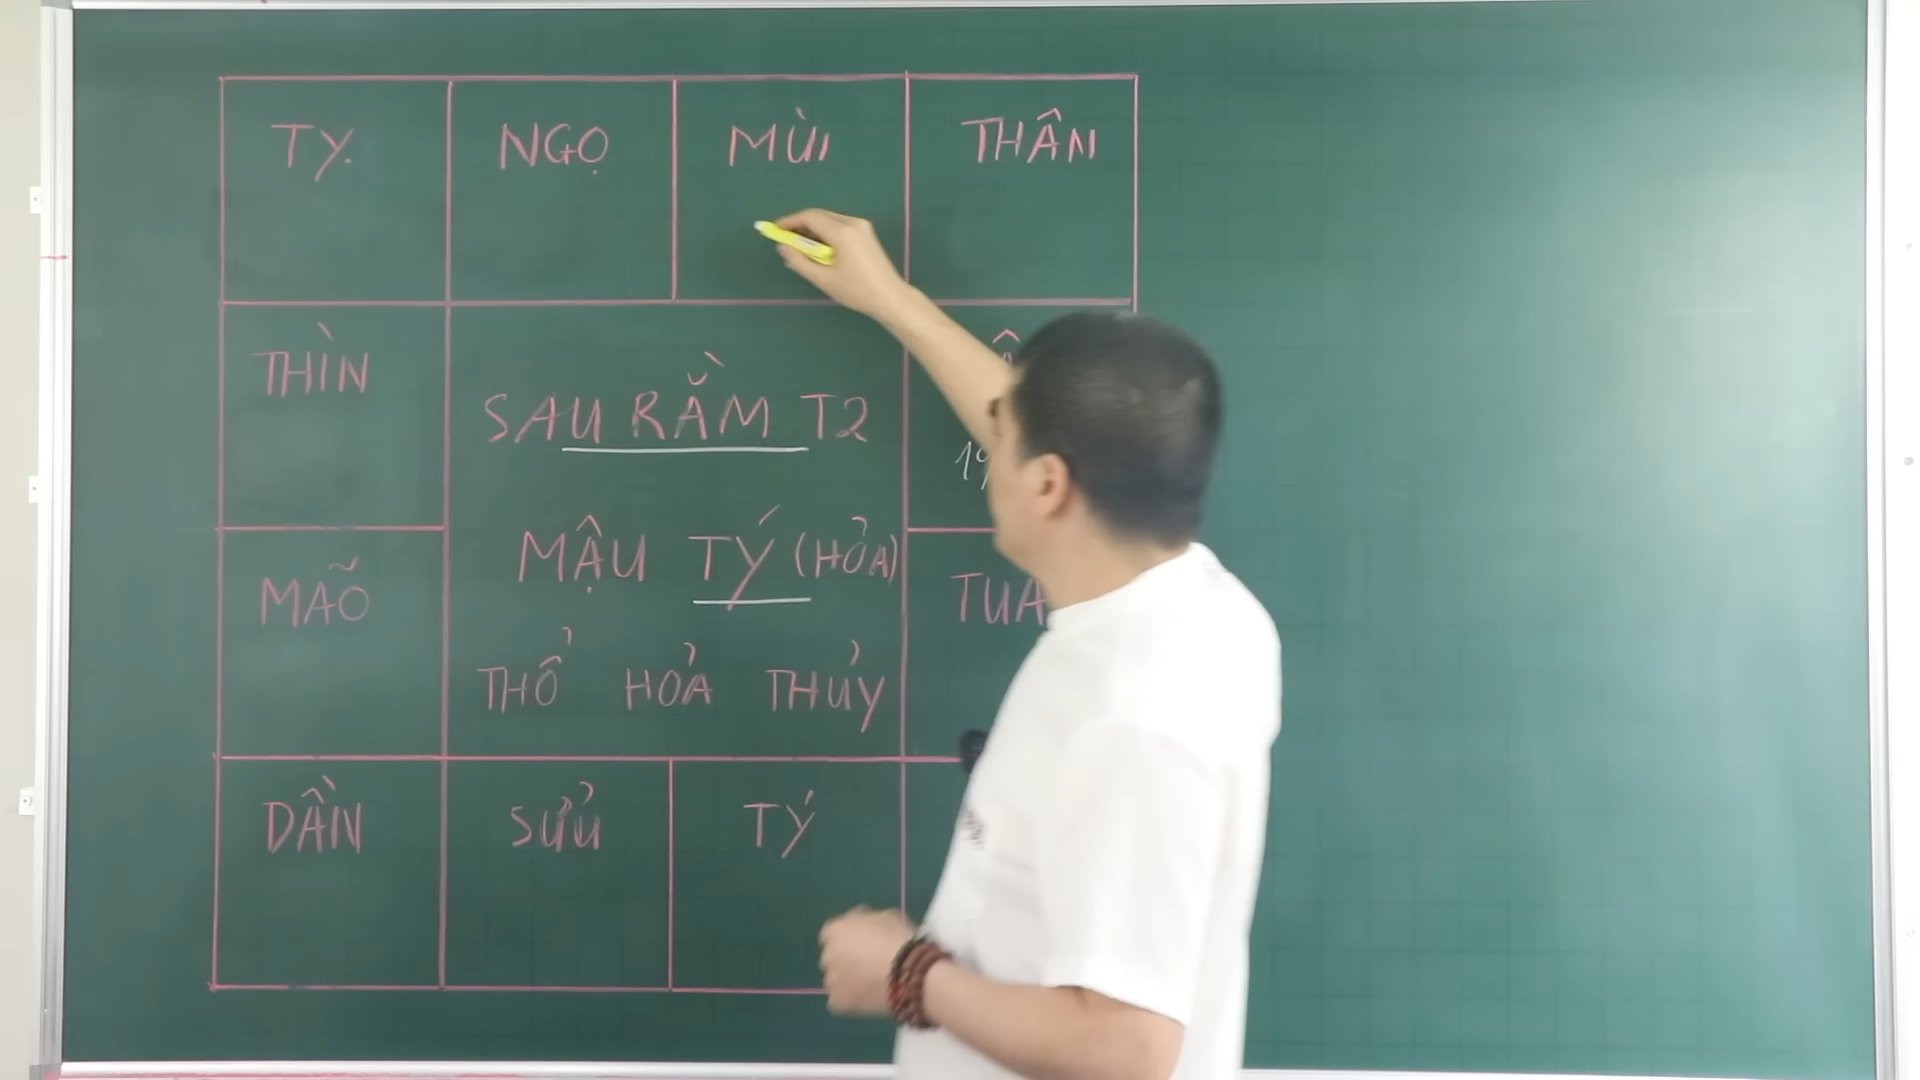 TỴ NGỌ MÙI THÂN
THÌN
SAU RẰM T2
MẬU TÝ (HỎA)
MÃO
THỔ HỎA THỦY
DẦN SỬU TÝ